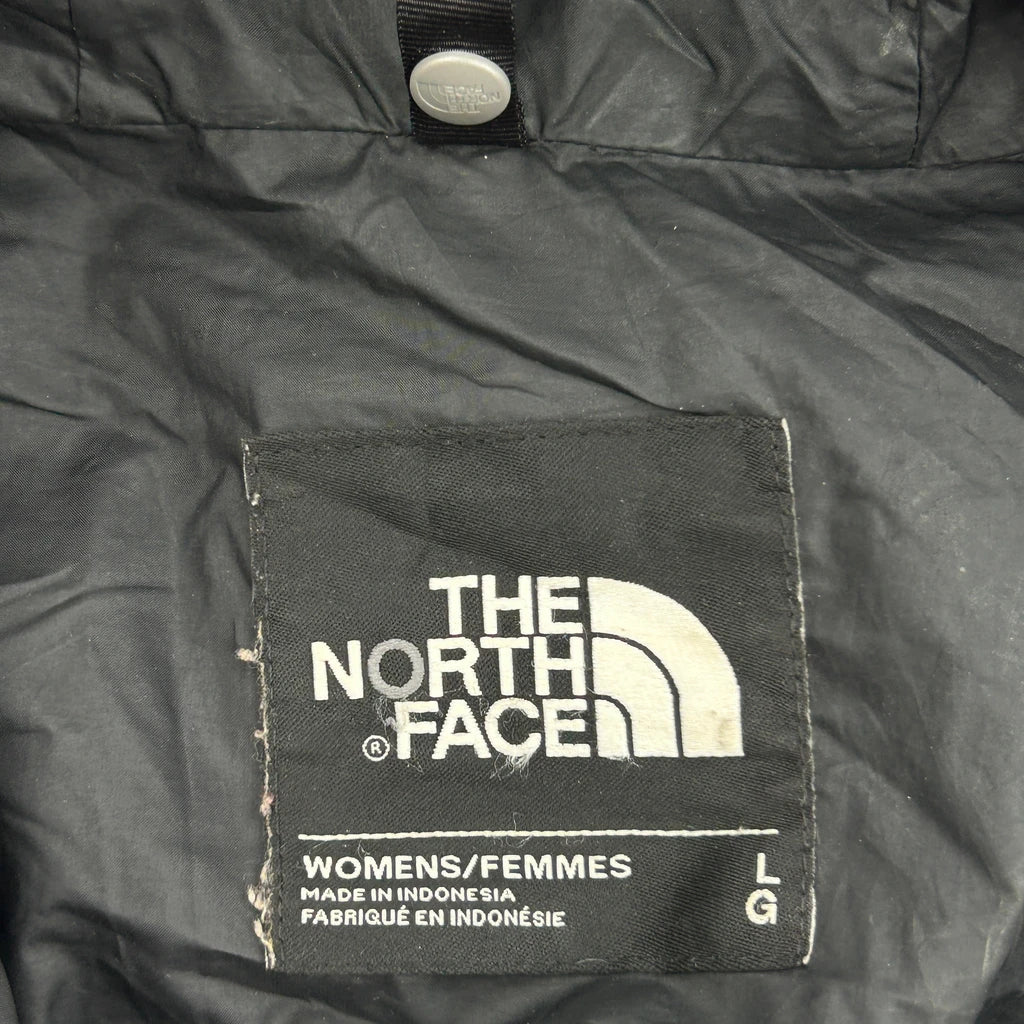 THE
NORTH
FACE
®
WOMENS/FEMMES
L
MADE IN INDONESIA
G
FABRIQUÉ EN INDONÉSIE